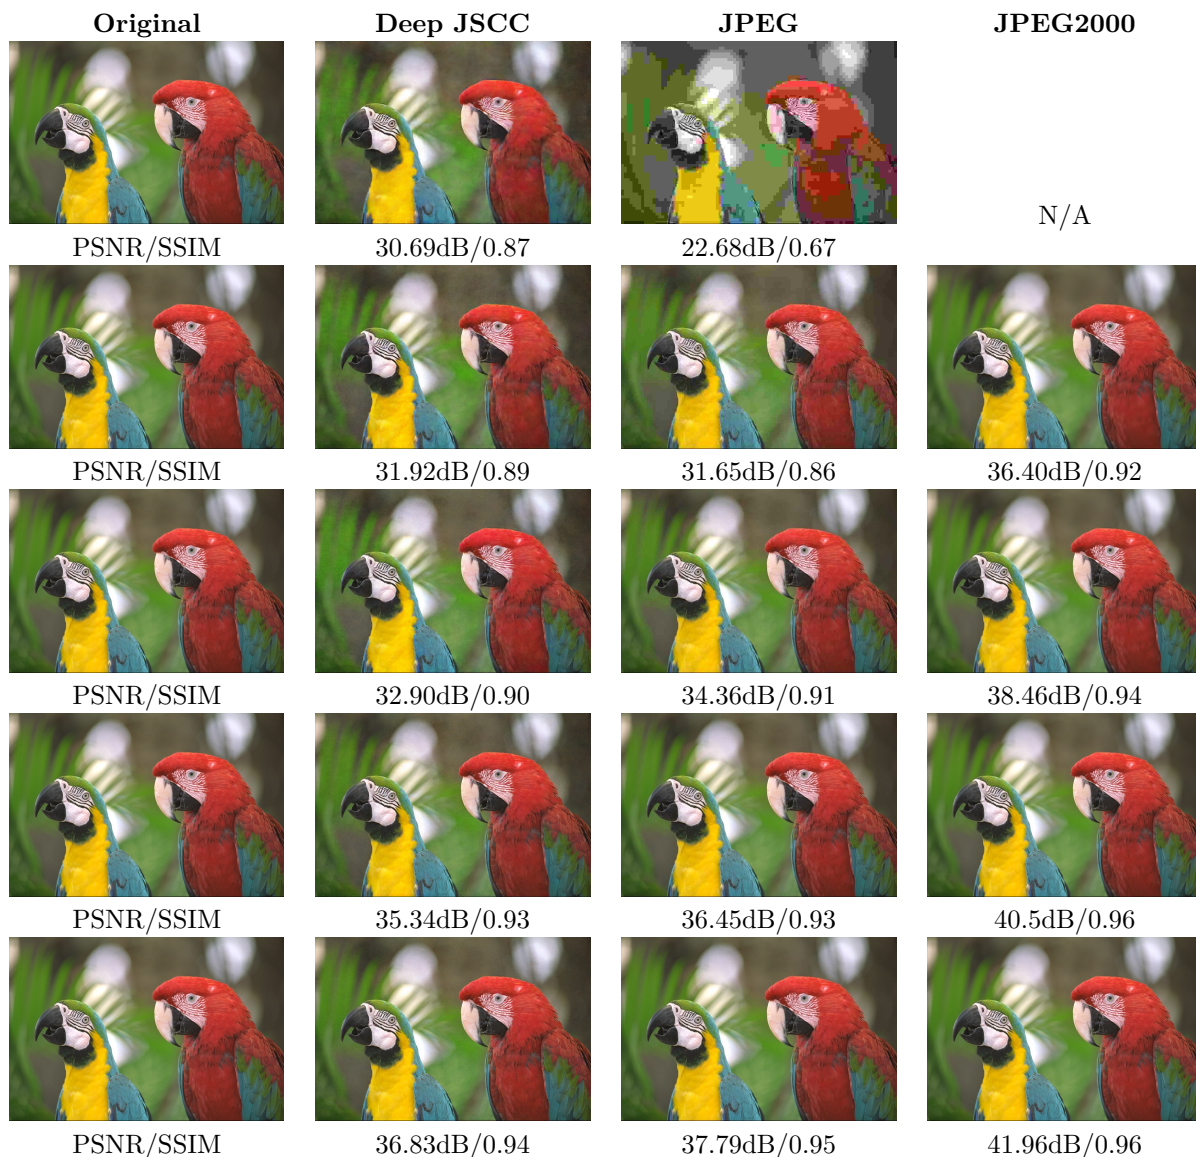 Original Deep JSCC JPEG JPEG2000
N/A
PSNR/SSIM 30.69dB/0.87 22.68dB/0.67
PSNR/SSIM 31.92dB/0.89 31.65dB/0.86 36.40dB/0.92
PSNR/SSIM 32.90dB/0.90 34.36dB/0.91 38.46dB/0.94
PSNR/SSIM 35.34dB/0.93 36.45dB/0.93 40.5dB/0.96
PSNR/SSIM 36.83dB/0.94 37.79dB/0.95 41.96dB/0.96